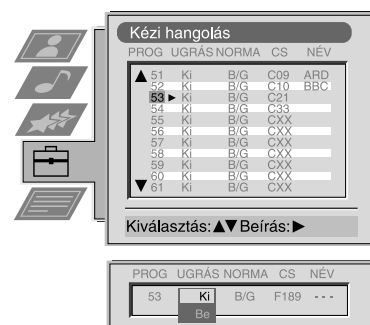 Kézi hangolás
PROG UGRÁS NORMA CS NÉV
▲ 51 Ki B/G C09 ARD
52 Ki B/G C10 BBC
53 ► Ki B/G C21
54 Ki B/G C33
55 Ki B/G CXX
56 Ki B/G CXX
57 Ki B/G CXX
58 Ki B/G CXX
59 Ki B/G CXX
60 Ki B/G CXX
▼ 61 Ki B/G CXX
Kiválasztás:▲▼ Beírás:►
PROG UGRÁS NORMA CS NÉV
53 Ki B/G F189 - - -
Be